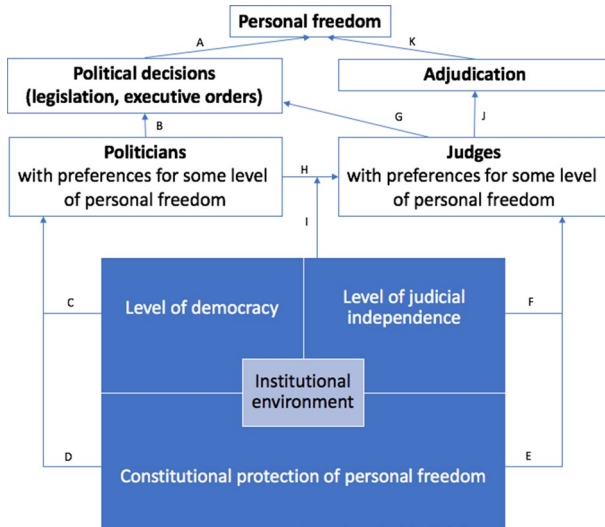 Personal freedom
A
K
Political decisions
(legislation, executive orders)
Adjudication
G
B
J
Politicians
with preferences for some level
of personal freedom
H
Judges
with preferences for some level
of personal freedom
I
C
Level of democracy
Level of judicial
independence
F
Institutional
environment
D
Constitutional protection of personal freedom
E